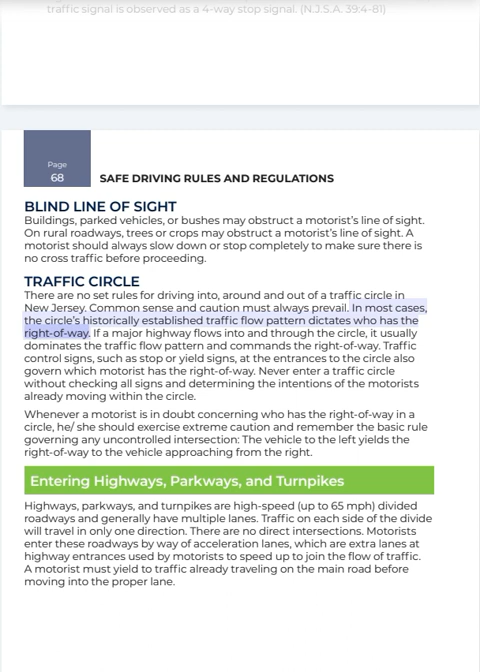 traffic signal is observed as a 4-way stop signal. (N.J.S.A. 39:4-81)
Page
68
SAFE DRIVING RULES AND REGULATIONS
BLIND LINE OF SIGHT
Buildings, parked vehicles, or bushes may obstruct a motorist's line of sight.
On rural roadways, trees or crops may obstruct a motorist's line of sight. A
motorist should always slow down or stop completely to make sure there is
no cross traffic before proceeding.
TRAFFIC CIRCLE
There are no set rules for driving into, around and out of a traffic circle in
New Jersey. Common sense and caution must always prevail. In most cases,
the circle's historically established traffic flow pattern dictates who has the
right-of-way. If a major highway flows into and through the circle, it usually
dominates the traffic flow pattern and commands the right-of-way. Traffic
control signs, such as stop or yield signs, at the entrances to the circle also
govern which motorist has the right-of-way. Never enter a traffic circle
without checking all signs and determining the intentions of the motorists
already moving within the circle.
Whenever a motorist is in doubt concerning who has the right-of-way in a
circle, he/ she should exercise extreme caution and remember the basic rule
governing any uncontrolled intersection: The vehicle to the left yields the
right-of-way to the vehicle approaching from the right.
Entering Highways, Parkways, and Turnpikes
Highways, parkways, and turnpikes are high-speed (up to 65 mph) divided
roadways and generally have multiple lanes. Traffic on each side of the divide
will travel in only one direction. There are no direct intersections. Motorists
enter these roadways by way of acceleration lanes, which are extra lanes at
highway entrances used by motorists to speed up to join the flow of traffic.
A motorist must yield to traffic already traveling on the main road before
moving into the proper lane.